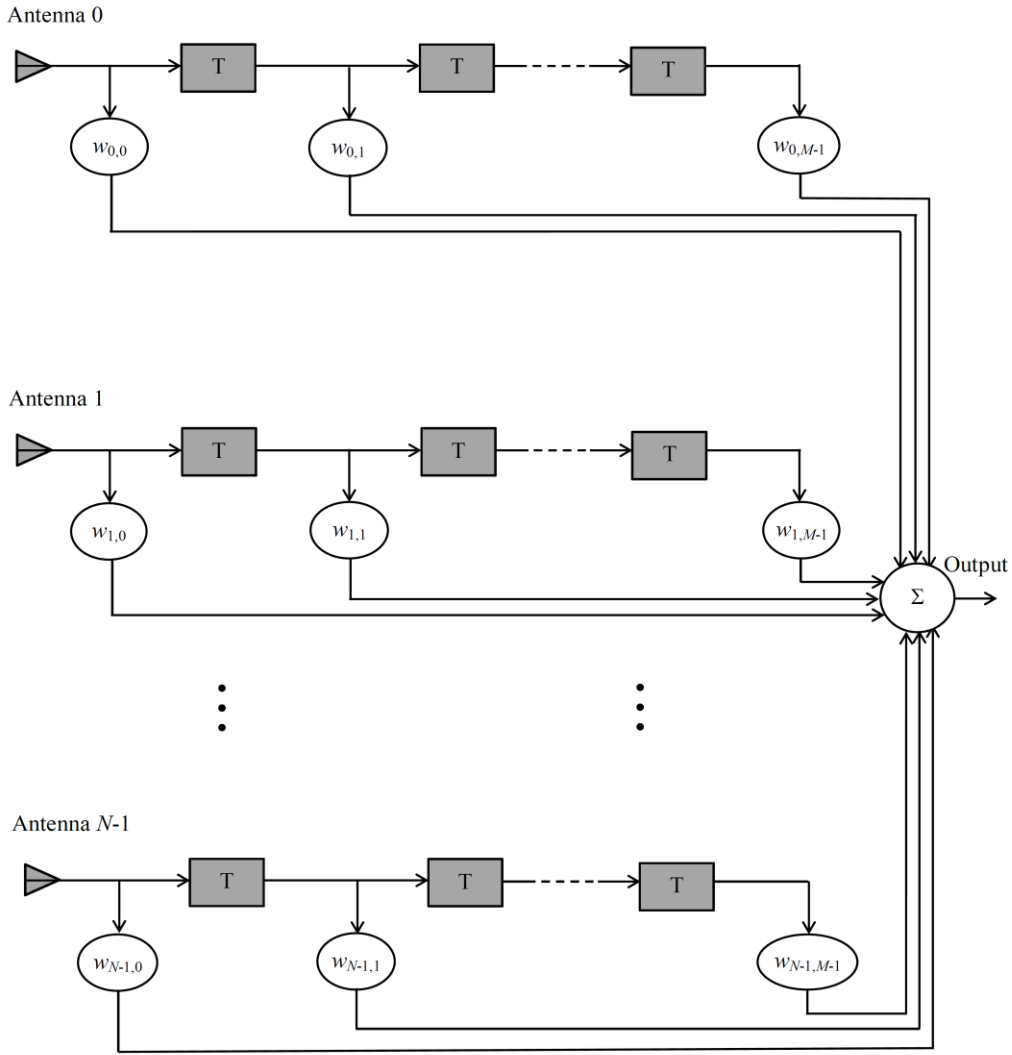 Antenna 0
T
T
T
w0,0
w0,1
w0,M-1
Antenna 1
T
T
T
w1,0
w1,1
w1,M-1
Output
Σ
Antenna N-1
T
T
T
wN-1,0
wN-1,1
wN-1,M-1